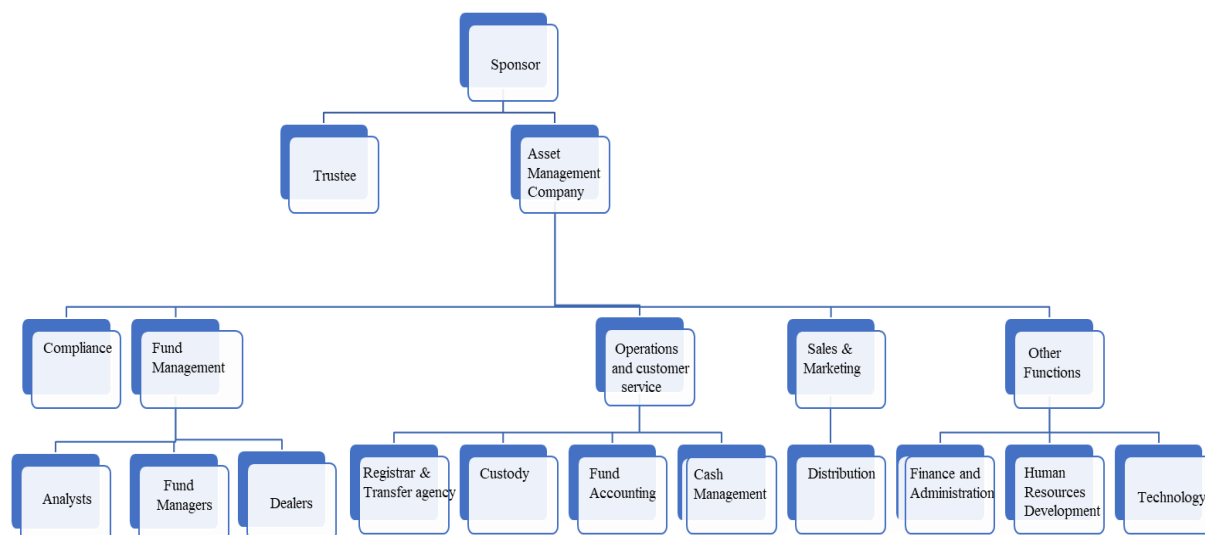 Sponsor
Trustee
Asset
Management
Company
Compliance
Fund
Management
Operations
and customer
service
Sales &
Marketing
Other
Functions
Analysts
Fund
Managers
Dealers
Registrar &
Transfer agency
Custody
Fund
Accounting
Cash
Management
Distribution
Finance and
Administration
Human
Resources
Development
Technology